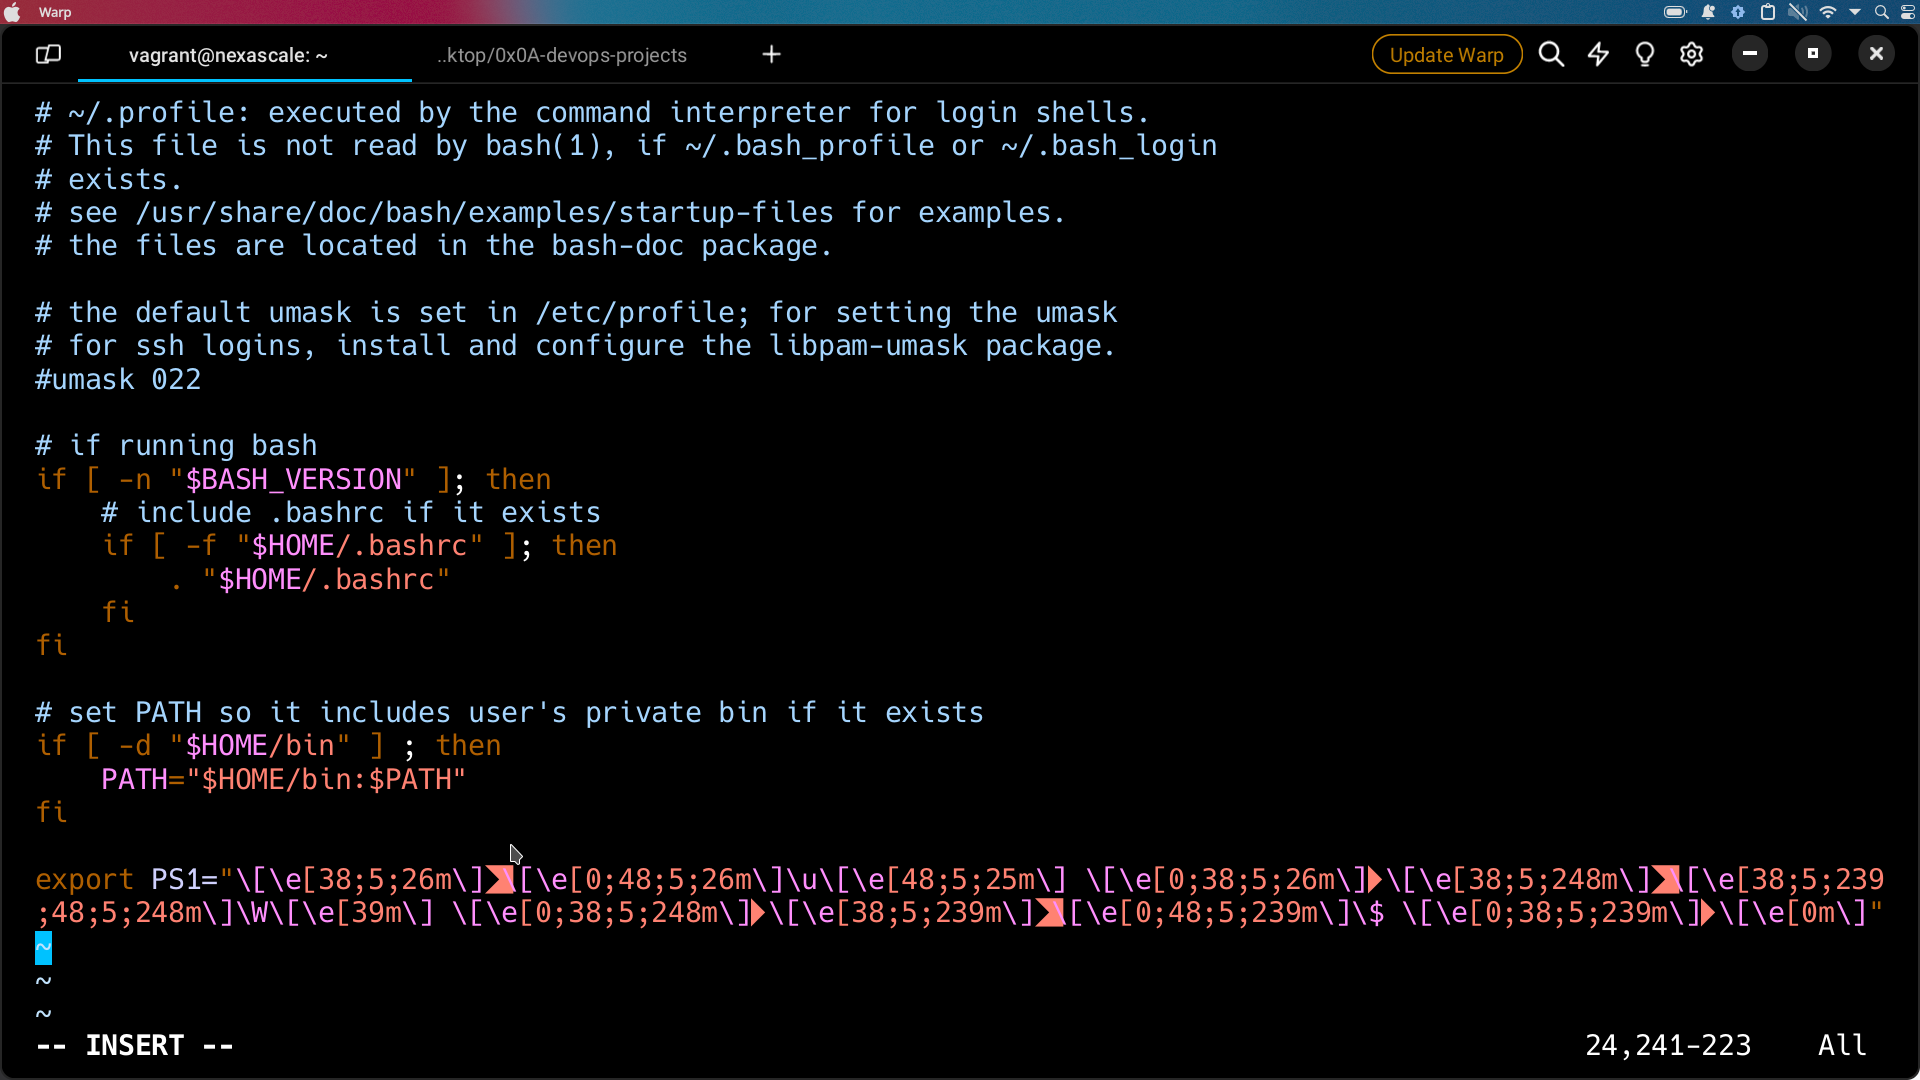 Warp
vagrant@nexascale: ~
..ktop/0x0A-devops-projects
+
Update Warp
# ~/.profile: executed by the command interpreter for login shells.
# This file is not read by bash(1), if ~/.bash_profile or ~/.bash_login
# exists.
# see /usr/share/doc/bash/examples/startup-files for examples.
# the files are located in the bash-doc package.
# the default umask is set in /etc/profile; for setting the umask
# for ssh logins, install and configure the libpam-umask package.
#umask 022
# if running bash
if [ -n "$BASH_VERSION" ]; then
    # include .bashrc if it exists
    if [ -f "$HOME/.bashrc" ]; then
        . "$HOME/.bashrc"
    fi
fi
# set PATH so it includes user's private bin if it exists
if [ -d "$HOME/bin" ] ; then
    PATH="$HOME/bin:$PATH"
fi
export PS1="\[\e[38;5;26m\]\[\e[0;48;5;26m\]\u\[\e[48;5;25m\] \[\e[0;38;5;26m\]\[\e[38;5;248m\]\[\e[38;5;239
;48;5;248m\]\W\[\e[39m\] \[\e[0;38;5;248m\]\[\e[38;5;239m\]\[\e[0;48;5;239m\]\$ \[\e[0;38;5;239m\]\[\e[0m\]"
~
~
~
-- INSERT --
24,241-223
All